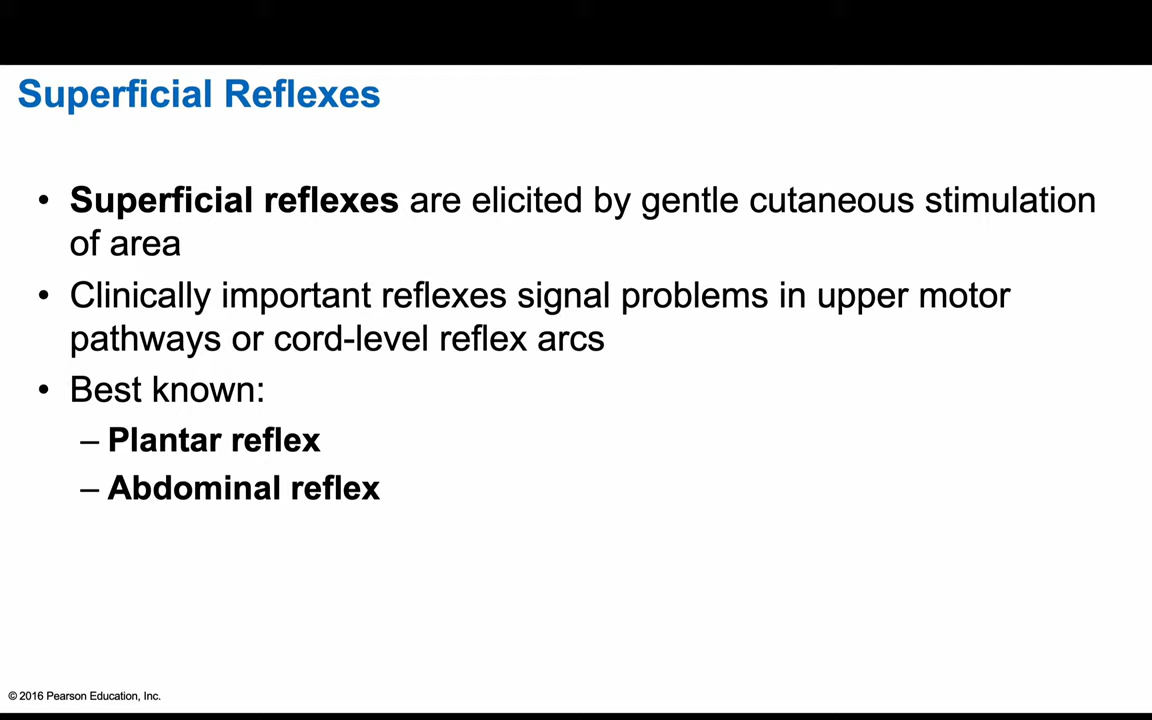 Superficial Reflexes
• Superficial reflexes are elicited by gentle cutaneous stimulation
of area
• Clinically important reflexes signal problems in upper motor
pathways or cord-level reflex arcs
• Best known:
– Plantar reflex
– Abdominal reflex
© 2016 Pearson Education, Inc.